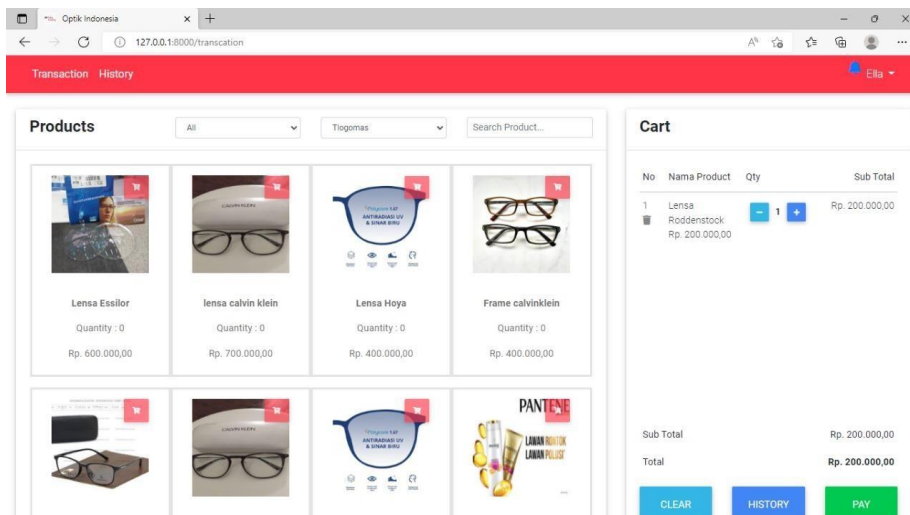 Optik Indonesia
127.0.0.1:8000/transcation
Transaction History
Ella
Products
All
Tlogomas
Search Product...
Cart
No Nama Product Qty Sub Total
1 Lensa Roddenstock Rp. 200.000,00
1
Rp. 200.000,00
CALVIN KLEIN
ANTIRADIASI UV
& SINAR BIRU
Lensa Essilor
lensa calvin klein
Lensa Hoya
Frame calvinklein
Quantity : 0
Quantity : 0
Quantity : 0
Quantity : 0
Rp. 600.000,00
Rp. 700.000,00
Rp. 400.000,00
Rp. 400.000,00
CALVIN KLEIN
ANTIRADIASI UV
& SINAR BIRU
PANTENE
LAWAN RONTOK
LAWAN POLUSI
Sub Total Rp. 200.000,00
Total Rp. 200.000,00
CLEAR
HISTORY
PAY